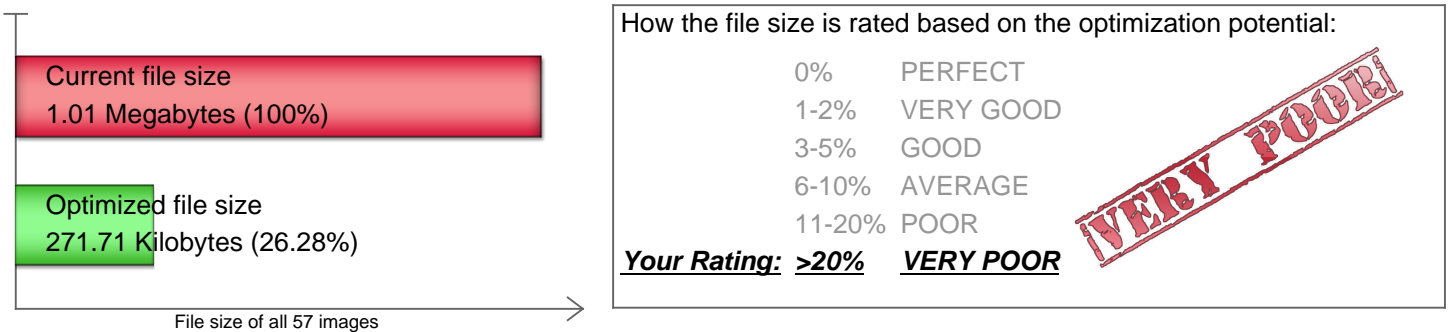 Current file size
1.01 Megabytes (100%)
Optimized file size
271.71 Kilobytes (26.28%)
File size of all 57 images
How the file size is rated based on the optimization potential:
0% PERFECT
1-2% VERY GOOD
3-5% GOOD
6-10% AVERAGE
11-20% POOR
Your Rating: >20% VERY POOR
VERY POOR